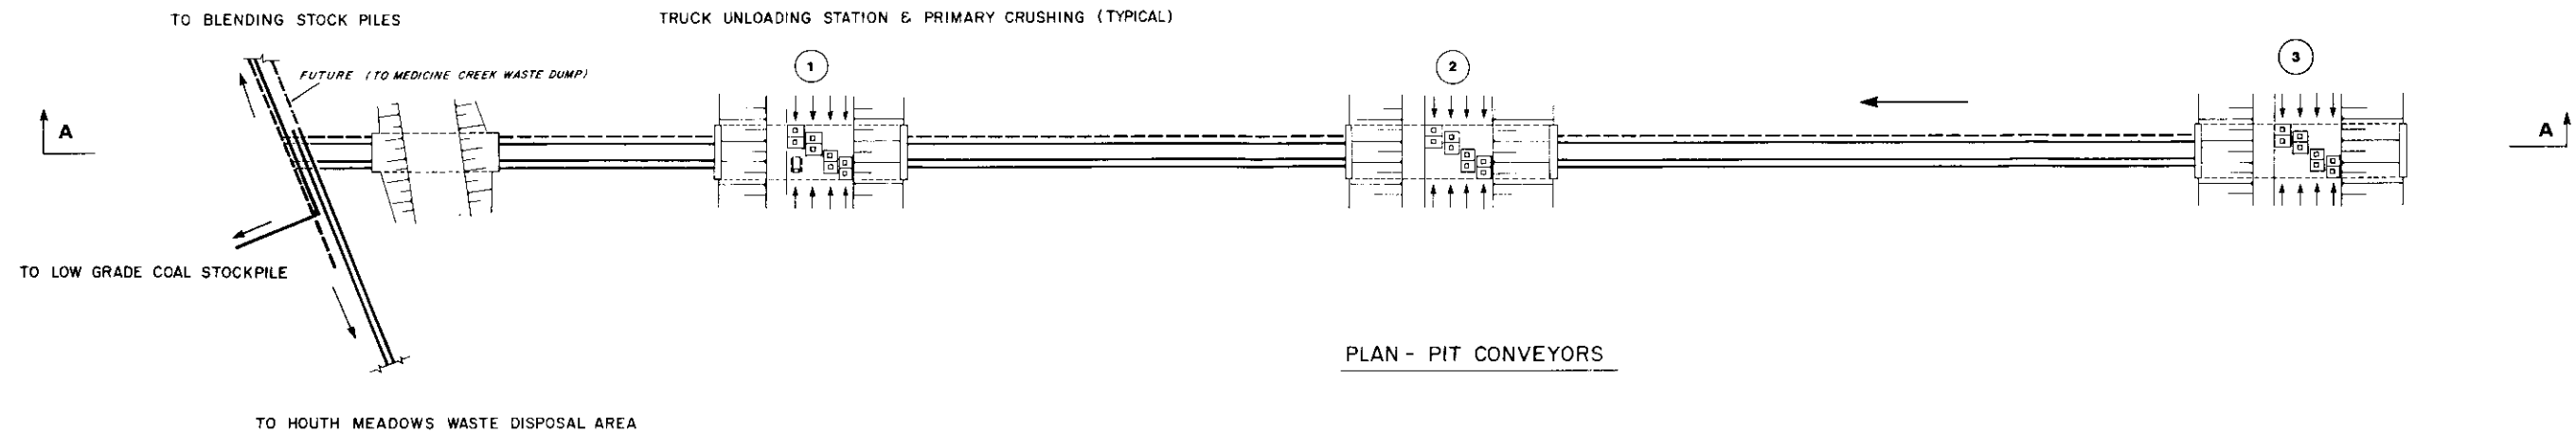 TO BLENDING STOCK PILES
TRUCK UNLOADING STATION & PRIMARY CRUSHING (TYPICAL)
FUTURE (TO MEDICINE CREEK WASTE DUMP)
1
2
3
A
A
TO LOW GRADE COAL STOCKPILE
PLAN - PIT CONVEYORS
TO HOUTH MEADOWS WASTE DISPOSAL AREA